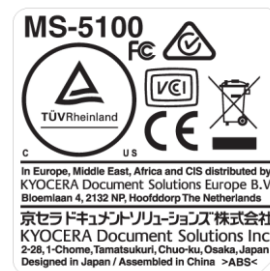 MS-5100
FC
TÜVRheinland
VCI
CE
C US
In Europe, Middle East, Africa and CIS distributed by
KYOCERA Document Solutions Europe B.V
Bloemlaan 4, 2132 NP, Hoofddorp The Netherlands
京セラドキュメントソリューションズ株式会社
KYOCERA Document Solutions Inc
2-28, 1-Chome, Tamatsukuri, Chuo-ku, Osaka, Japan
Designed in Japan / Assembled in China >ABS<